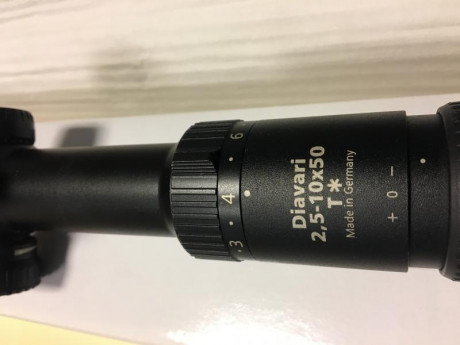 Diavari
2,5-10x50
T*
Made in Germany
+ 0 -
3 4 6